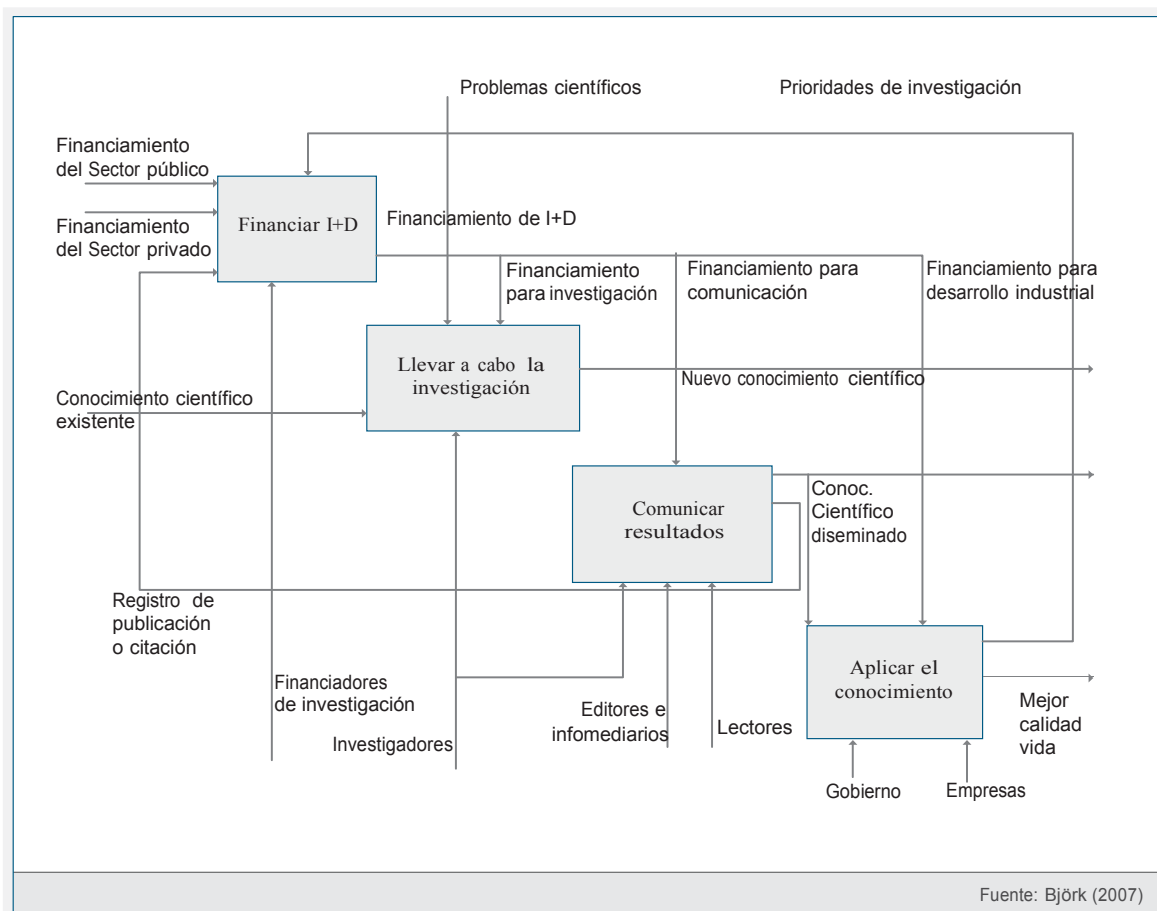 Problemas científicos
Prioridades de investigación
Financiamiento
del Sector público
Financiar I+D
Financiamiento de I+D
Financiamiento
del Sector privado
Financiamiento
para investigación
Financiamiento para
comunicación
Financiamiento para
desarrollo industrial
Llevar a cabo la
investigación
Nuevo conocimiento científico
Conocimiento científico
existente
Comunicar
resultados
Conoc.
Científico
diseminado
Registro de
publicación
o citación
Aplicar el
conocimiento
Financiadores
de investigación
Investigadores
Editores e
infomediarios
Lectores
Mejor
calidad
vida
Gobierno
Empresas
Fuente: Björk (2007)